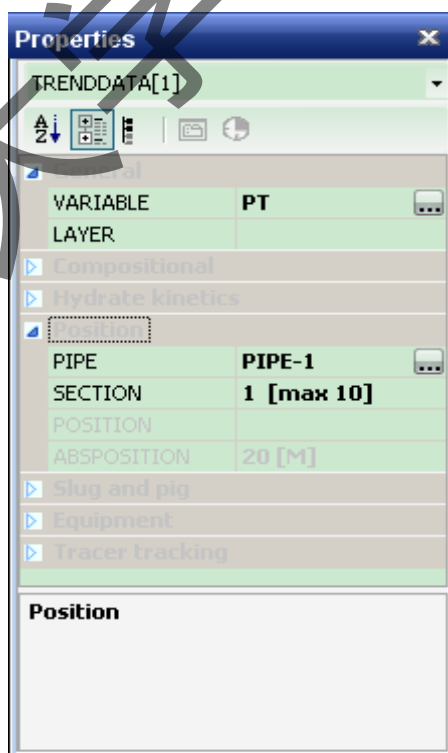 Properties
TRENDDATA[1]
General
VARIABLE PT ...
LAYER
Compositional
Hydrate kinetics
Position
PIPE PIPE-1 ...
SECTION 1 [max 10]
POSITION
ABSPOSITION 20 [M]
Slug and pig
Equipment
Tracer tracking
Position